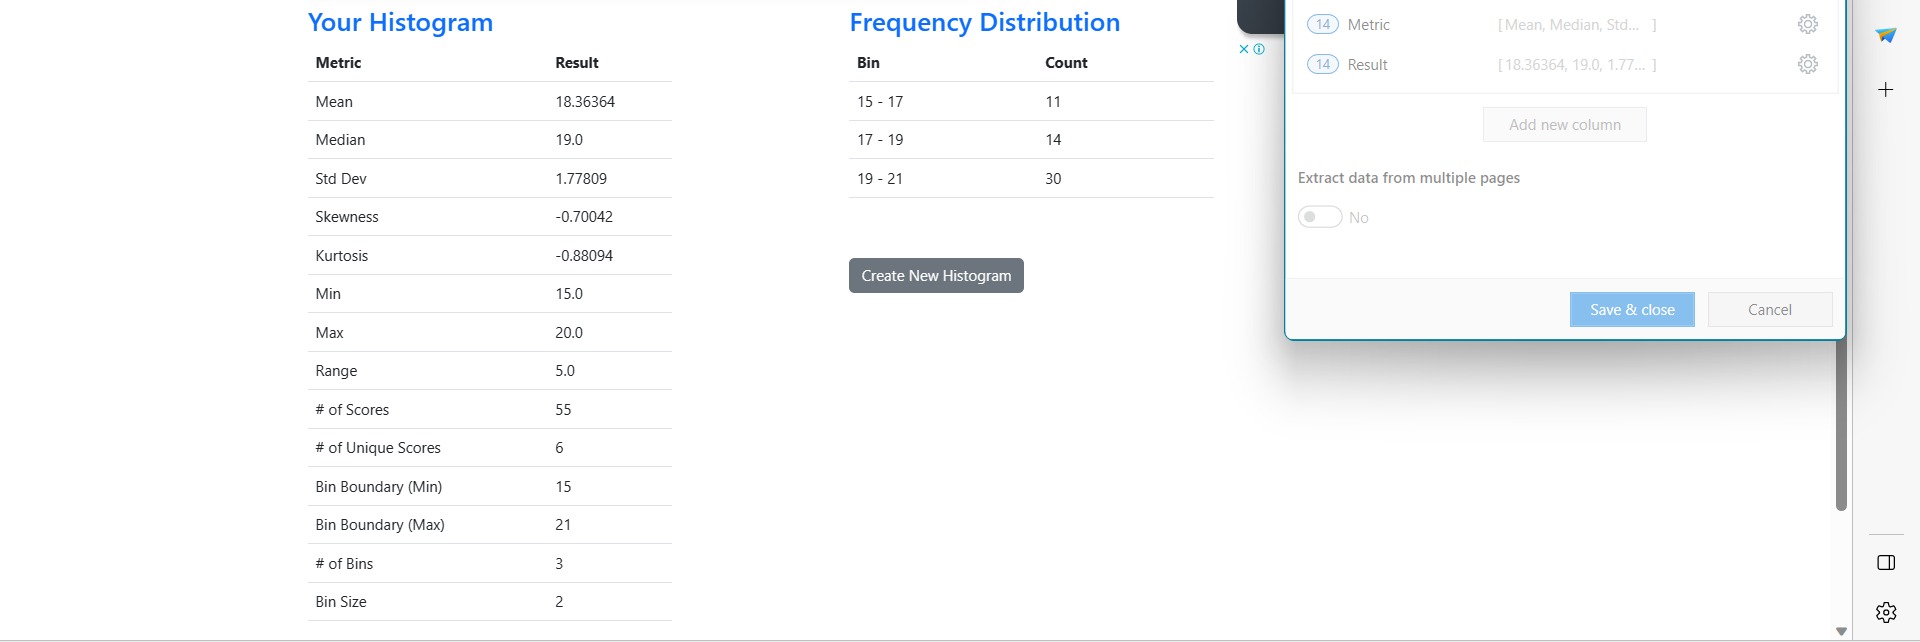 Your Histogram
Metric Result
Mean 18.36364
Median 19.0
Std Dev 1.77809
Skewness -0.70042
Kurtosis -0.88094
Min 15.0
Max 20.0
Range 5.0
# of Scores 55
# of Unique Scores 6
Bin Boundary (Min) 15
Bin Boundary (Max) 21
# of Bins 3
Bin Size 2
Frequency Distribution
Bin Count
15 - 17 11
17 - 19 14
19 - 21 30
Create New Histogram
14 Metric [ Mean, Median, Std... ]
14 Result [ 18.36364, 19.0, 1.77... ]
Add new column
Extract data from multiple pages
No
Save & close Cancel